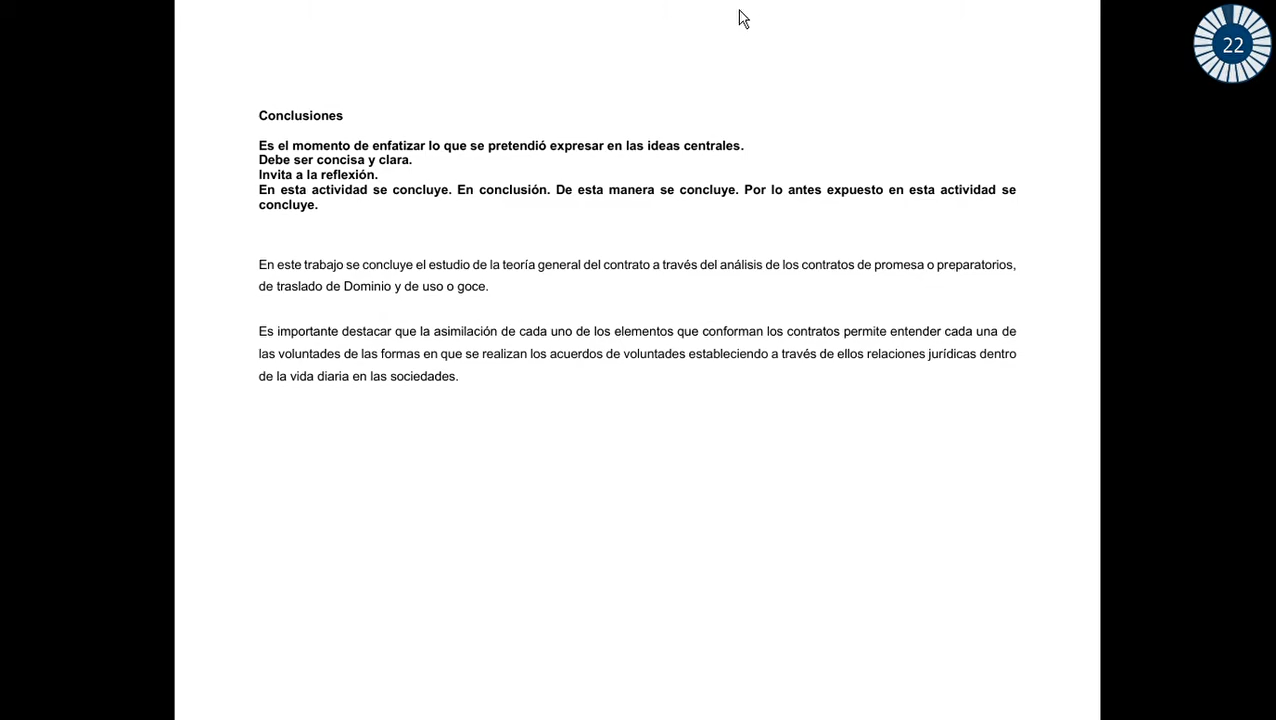 22
Conclusiones
Es el momento de enfatizar lo que se pretendió expresar en las ideas centrales.
Debe ser concisa y clara.
Invita a la reflexión.
En esta actividad se concluye. En conclusión. De esta manera se concluye. Por lo antes expuesto en esta actividad se
concluye.
En este trabajo se concluye el estudio de la teoría general del contrato a través del análisis de los contratos de promesa o preparatorios,
de traslado de Dominio y de uso o goce.
Es importante destacar que la asimilación de cada uno de los elementos que conforman los contratos permite entender cada una de
las voluntades de las formas en que se realizan los acuerdos de voluntades estableciendo a través de ellos relaciones jurídicas dentro
de la vida diaria en las sociedades.